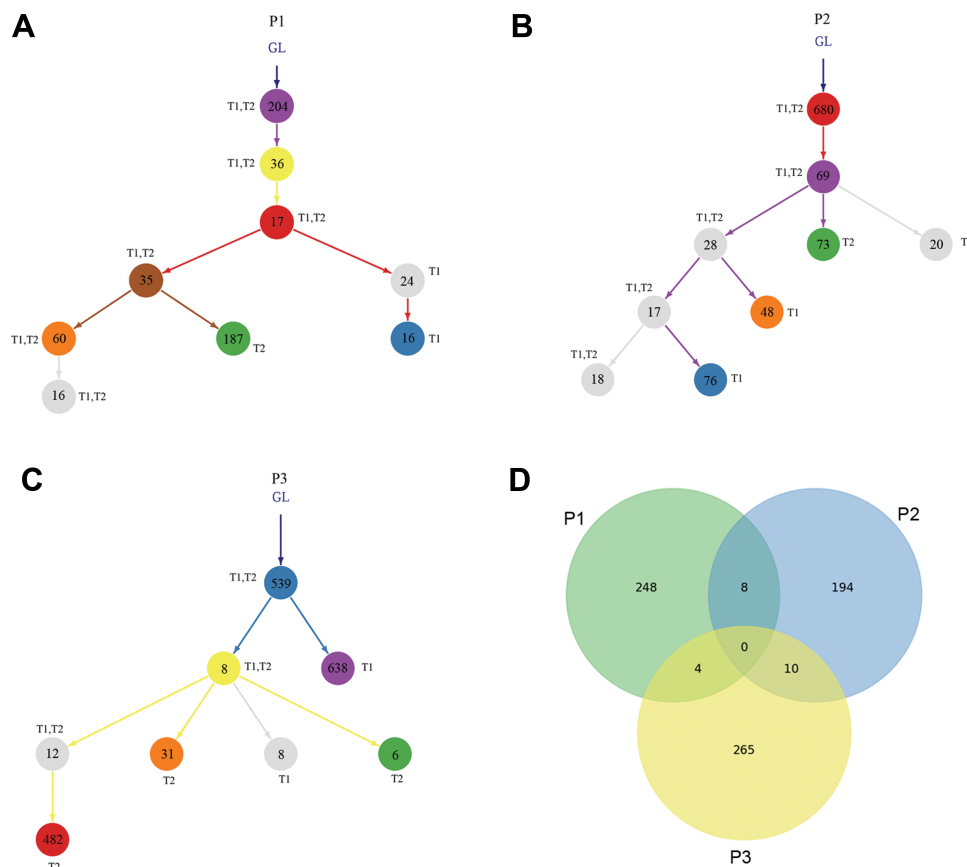 A
P1
GL
T1,T2 204
T1,T2 36
17 T1,T2
T1,T2
35
24 T1
T1,T2 60
187 T2
16 T1
16 T1,T2
B
P2
GL
T1,T2 680
T1,T2 69
T1,T2
28
73 T2
20 T
T1,T2
17
48 T1
T1,T2
18
76 T1
C
P3
GL
T1,T2 539
8 T1,T2
638 T1
T1,T2
12
31
T2
8
T1
6
T2
482
T2
D
P1
P2
248
8
194
0
4
10
265
P3